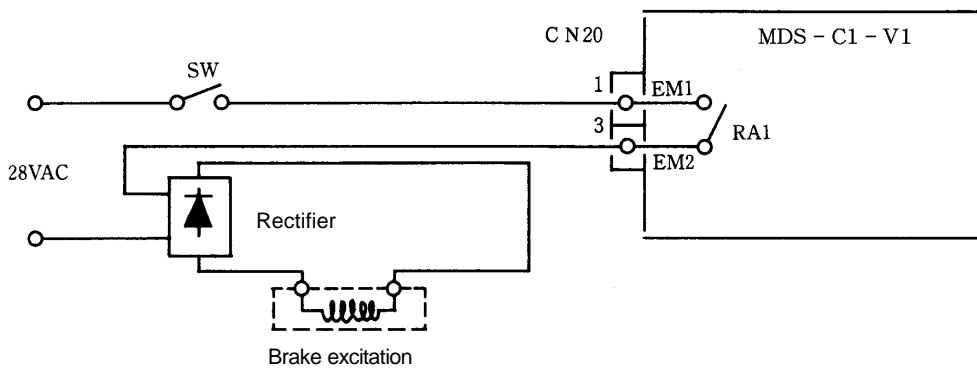 CN20
MDS-C1-V1
SW
1
EM1
3
RA1
EM2
28VAC
Rectifier
Brake excitation